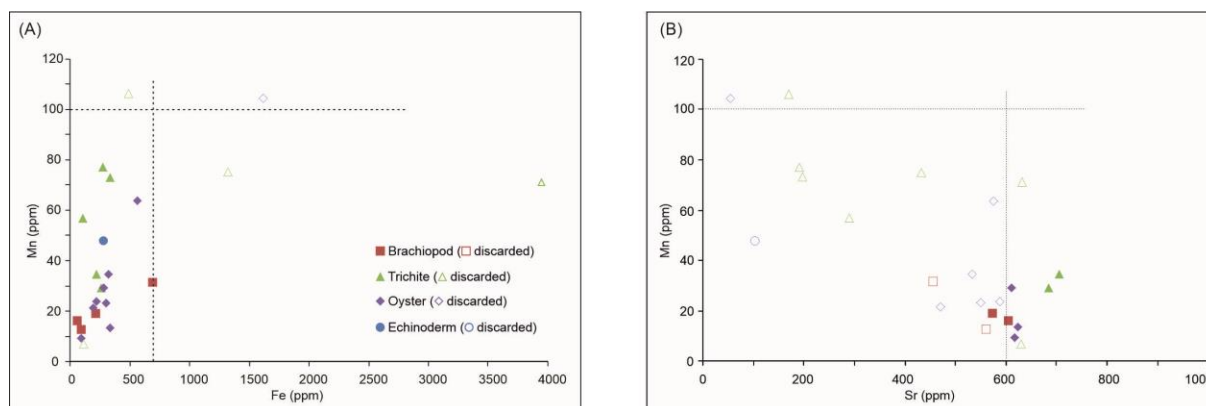 (A)
120
100
80
60
40
20
0
Mn (ppm)
0 500 1000 1500 2000 2500 3000 3500 4000
Fe (ppm)
Brachiopod ( discarded)
Trichite ( discarded)
Oyster ( discarded)
Echinoderm ( discarded)
(B)
120
100
80
60
40
20
0
Mn (ppm)
0 200 400 600 800 100
Sr (ppm)